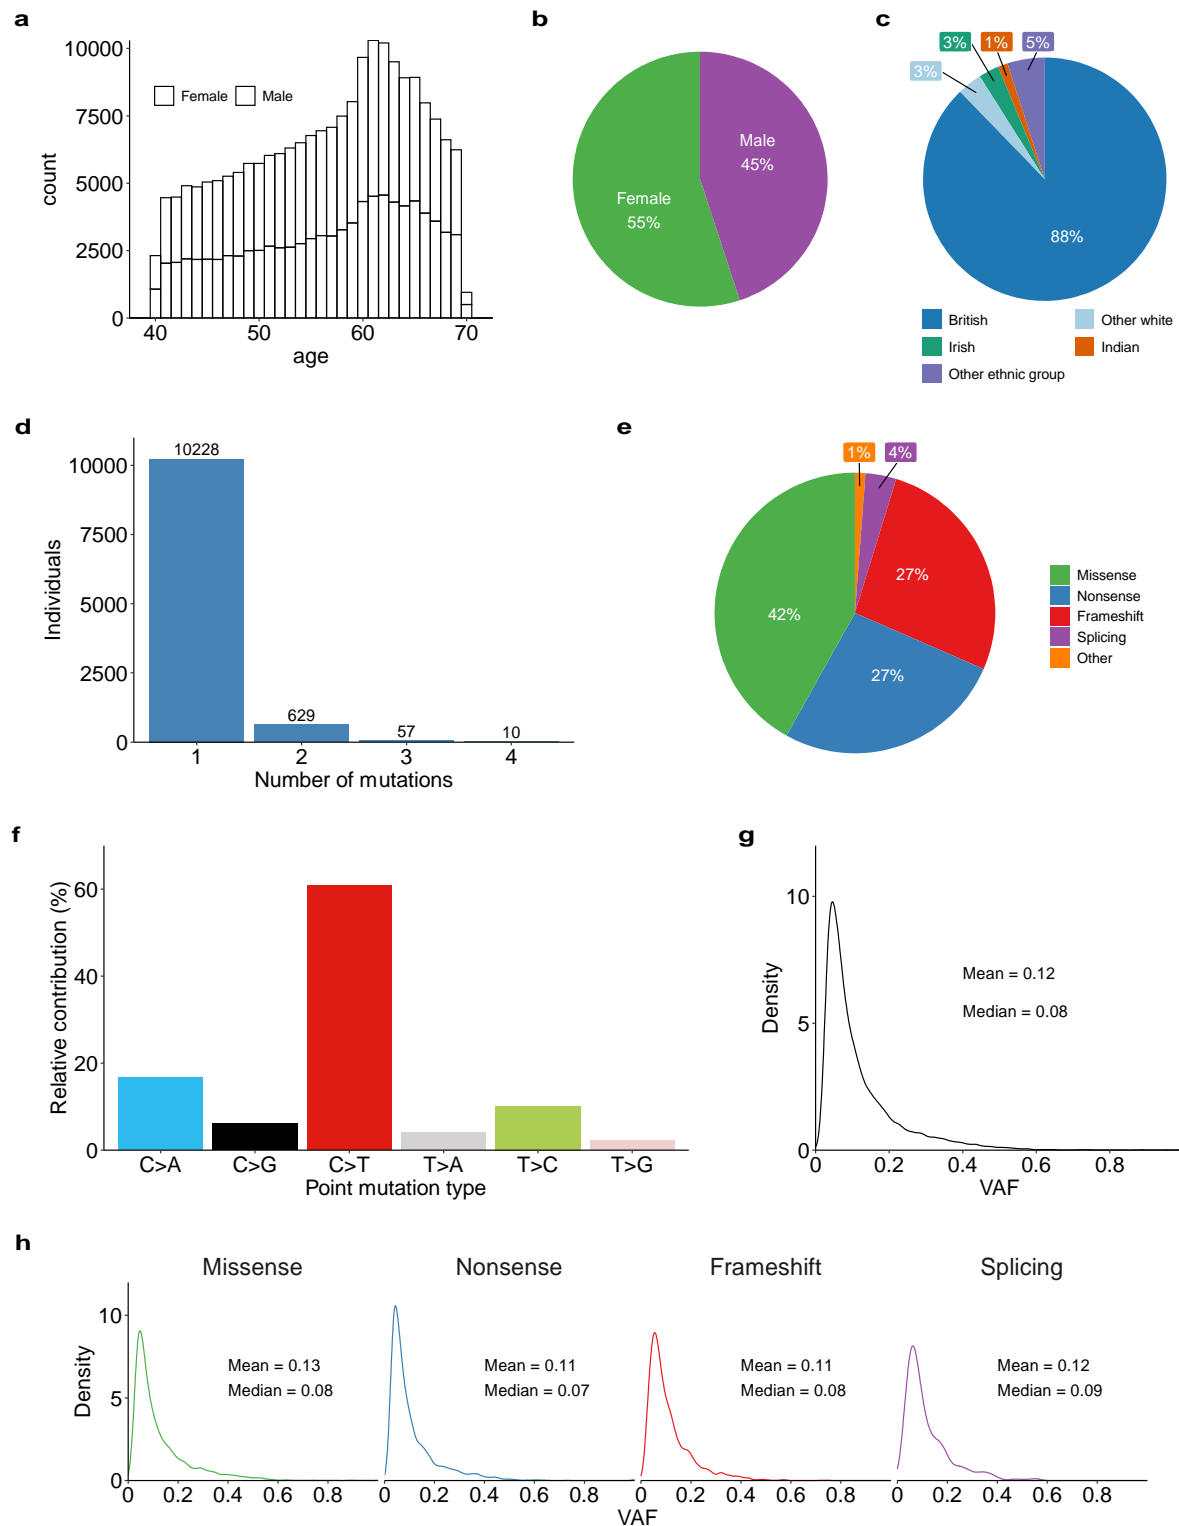 a
10000
7500
5000
2500
0
count
Female Male
40 50 60 70
age
b
Male
45%
Female
55%
c
3% 1% 5%
3%
88%
British Other white
Irish Indian
Other ethnic group
d
10000
7500
5000
2500
0
Individuals
10228
629
57
10
1 2 3 4
Number of mutations
e
1% 4%
27%
42%
27%
Missense
Nonsense
Frameshift
Splicing
Other
f
60
40
20
0
Relative contribution (%)
C>A C>G C>T T>A T>C T>G
Point mutation type
g
10
5
0
Density
Mean = 0.12
Median = 0.08
0 0.2 0.4 0.6 0.8
VAF
h
Missense Nonsense Frameshift Splicing
10
5
0
Density
Mean = 0.13
Median = 0.08
Mean = 0.11
Median = 0.07
Mean = 0.11
Median = 0.08
Mean = 0.12
Median = 0.09
0 0.2 0.4 0.6 0.8 0 0.2 0.4 0.6 0.8 0 0.2 0.4 0.6 0.8 0 0.2 0.4 0.6 0.8
VAF